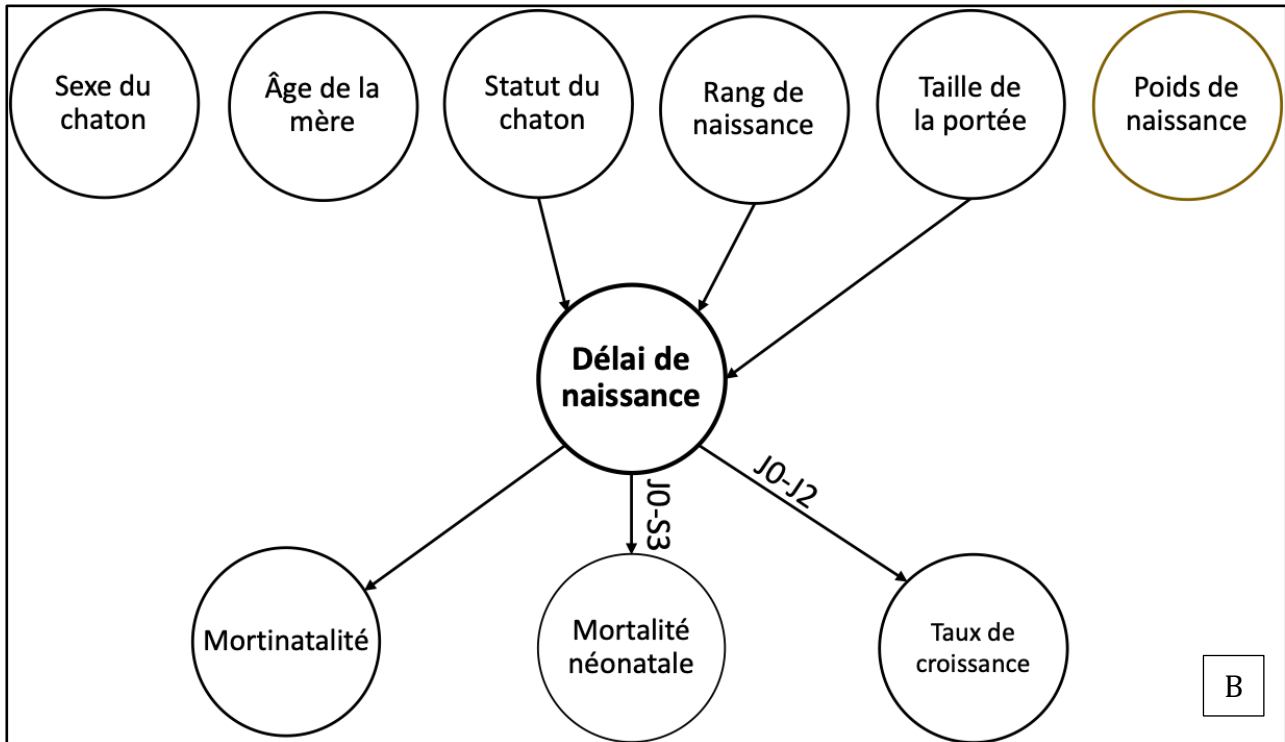 Sexe du
chaton
Âge de la
mère
Statut du
chaton
Rang de
naissance
Taille de
la portée
Poids de
naissance
Délai de
naissance
J0-S3
J0-J2
Mortinatalité
Mortalité
néonatale
Taux de
croissance
B